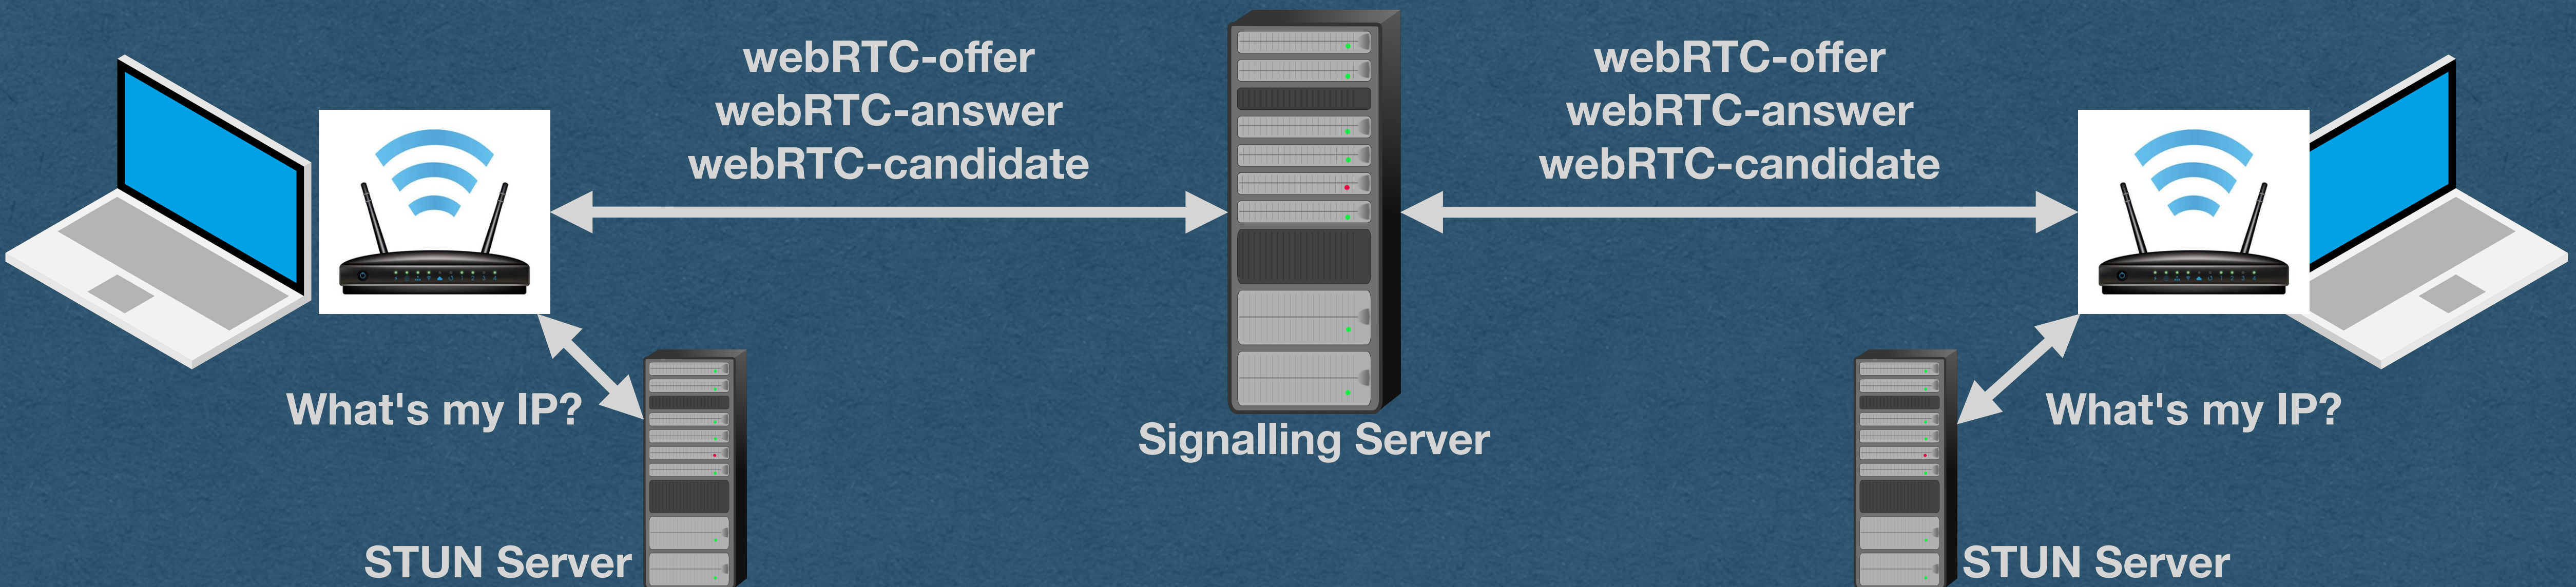 webRTC-offer
webRTC-answer
webRTC-candidate
webRTC-offer
webRTC-answer
webRTC-candidate
What's my IP?
Signalling Server
What's my IP?
STUN Server
STUN Server